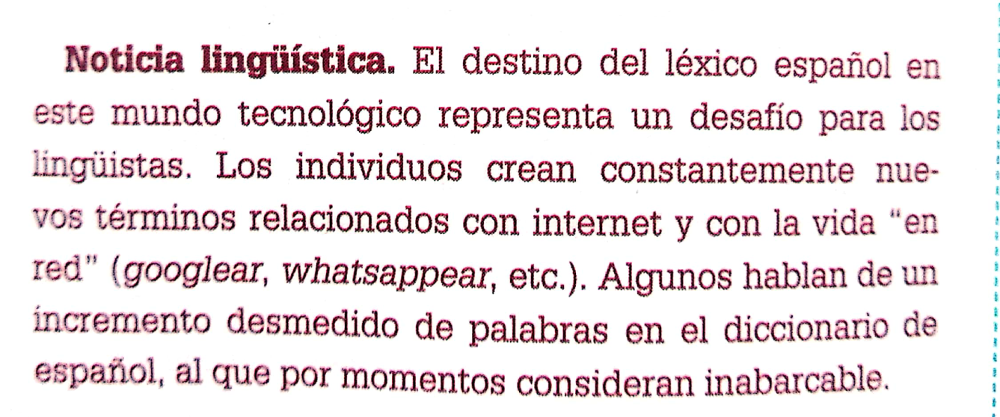 Noticia lingüística. El destino del léxico español en
este mundo tecnológico representa un desafío para los
lingüistas. Los individuos crean constantemente nue-
vos términos relacionados con internet y con la vida "en
red" (googlear, whatsappear, etc.). Algunos hablan de un
incremento desmedido de palabras en el diccionario de
español, al que por momentos consideran inabarcable.